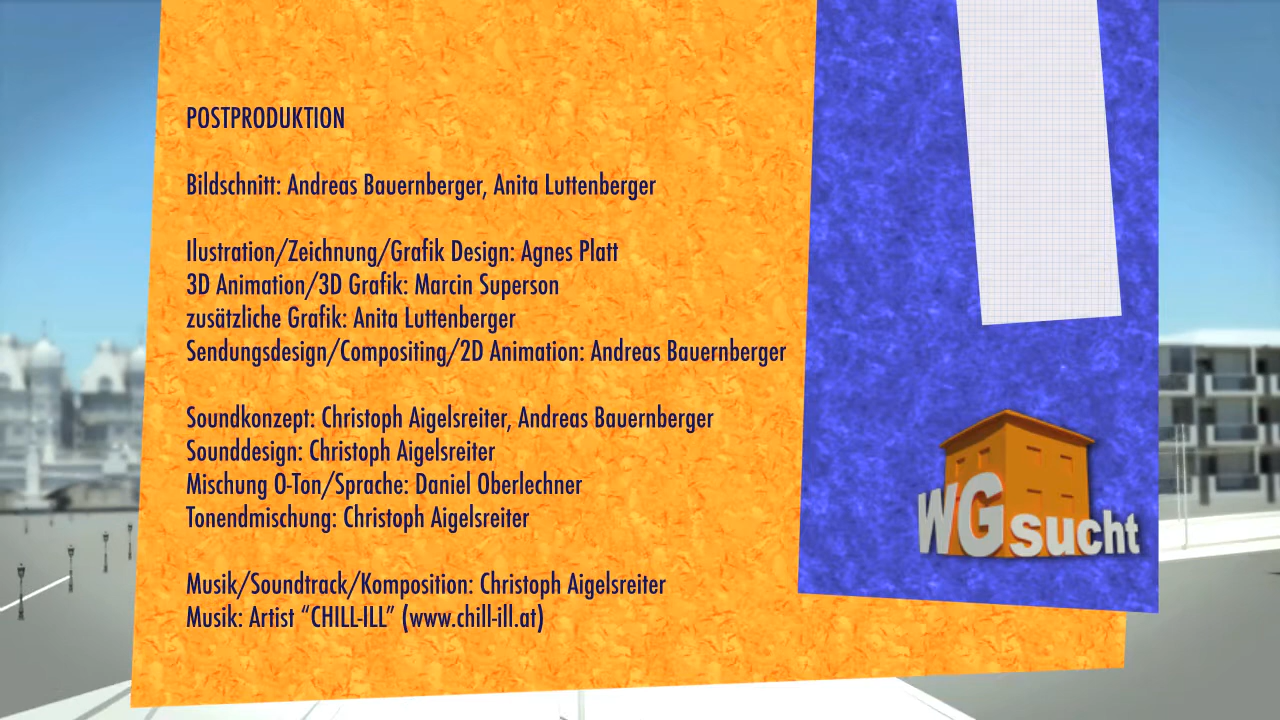 POSTPRODUKTION
Bildschnitt: Andreas Bauernberger, Anita Luttenberger
Ilustration/Zeichnung/Grafik Design: Agnes Platt
3D Animation/3D Grafik: Marcin Superson
zusätzliche Grafik: Anita Luttenberger
Sendungsdesign/Compositing/2D Animation: Andreas Bauernberger
Soundkonzept: Christoph Aigelsreiter, Andreas Bauernberger
Sounddesign: Christoph Aigelsreiter
Mischung O-Ton/Sprache: Daniel Oberlechner
Tonendmischung: Christoph Aigelsreiter
Musik/Soundtrack/Komposition: Christoph Aigelsreiter
Musik: Artist “CHILL-ILL” (www.chill-ill.at)
WG sucht